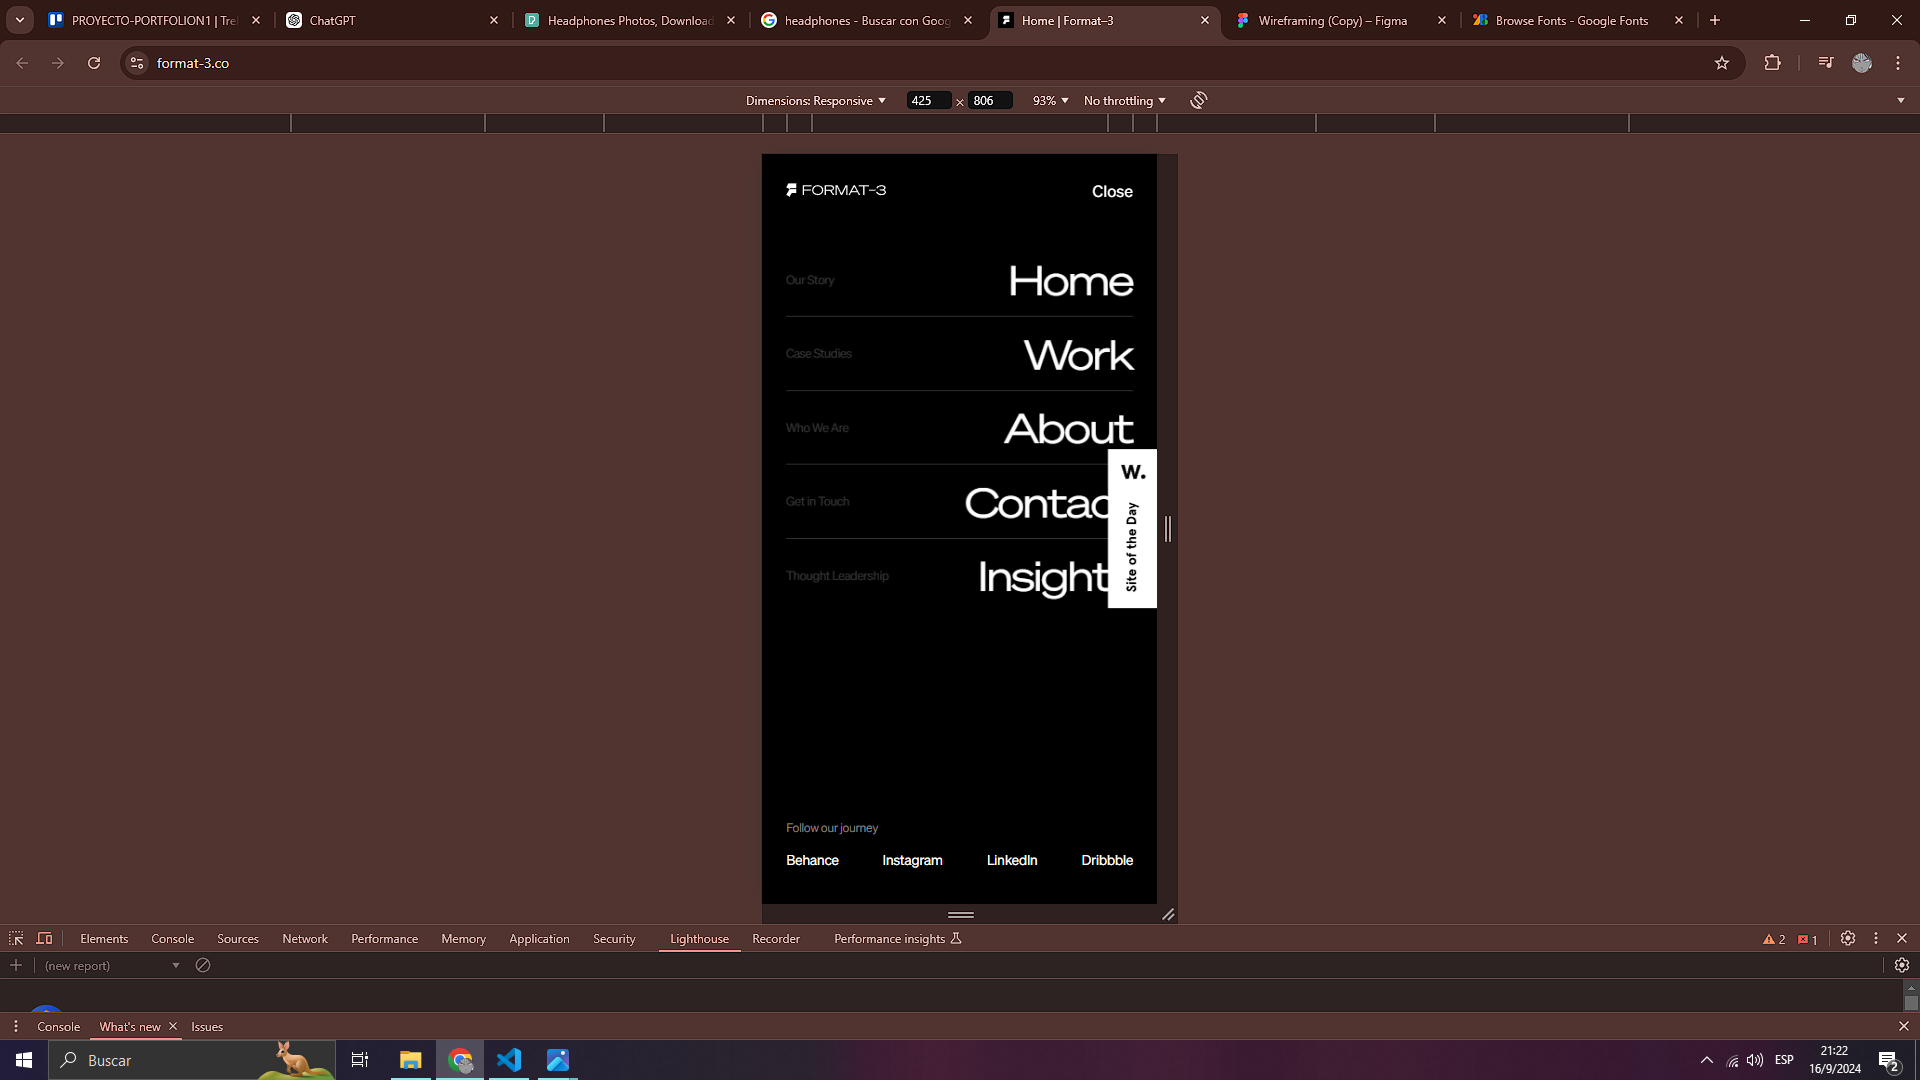 PROYECTO-PORTFOLION1 | Trel
ChatGPT
Headphones Photos, Download
headphones - Buscar con Goog
Home | Format–3
Wireframing (Copy) – Figma
Browse Fonts - Google Fonts
format-3.co
Dimensions: Responsive
425 × 806
93%
No throttling
FORMAT–3
Close
Our Story
Home
Case Studies
Work
Who We Are
About
W.
Site of the Day
Get in Touch
Contac
Thought Leadership
Insight
Follow our journey
Behance
Instagram
LinkedIn
Dribbble
Elements
Console
Sources
Network
Performance
Memory
Application
Security
Lighthouse
Recorder
Performance insights
2
1
(new report)
Console
What's new
Issues
Buscar
ESP
21:22
16/9/2024
2